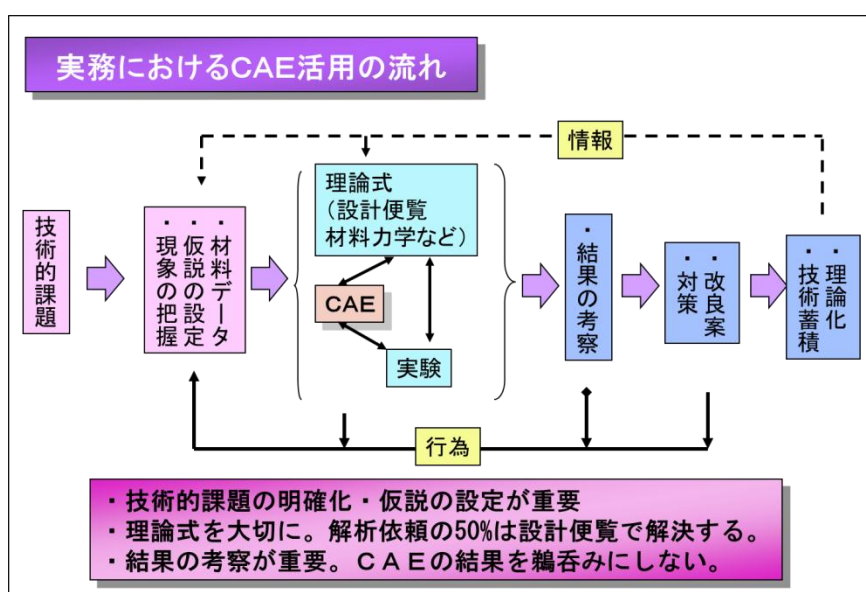 実務におけるCAE活用の流れ
情報
技術的課題
・材料データ
・仮説の設定
現象の把握
理論式
（設計便覧
材料力学など）
CAE
実験
・結果の考察
・改良案
・対策
・理論化
・技術蓄積
行為
・技術的課題の明確化・仮説の設定が重要
・理論式を大切に。解析依頼の50%は設計便覧で解決する。
・結果の考察が重要。ＣＡＥの結果を鵜呑みにしない。